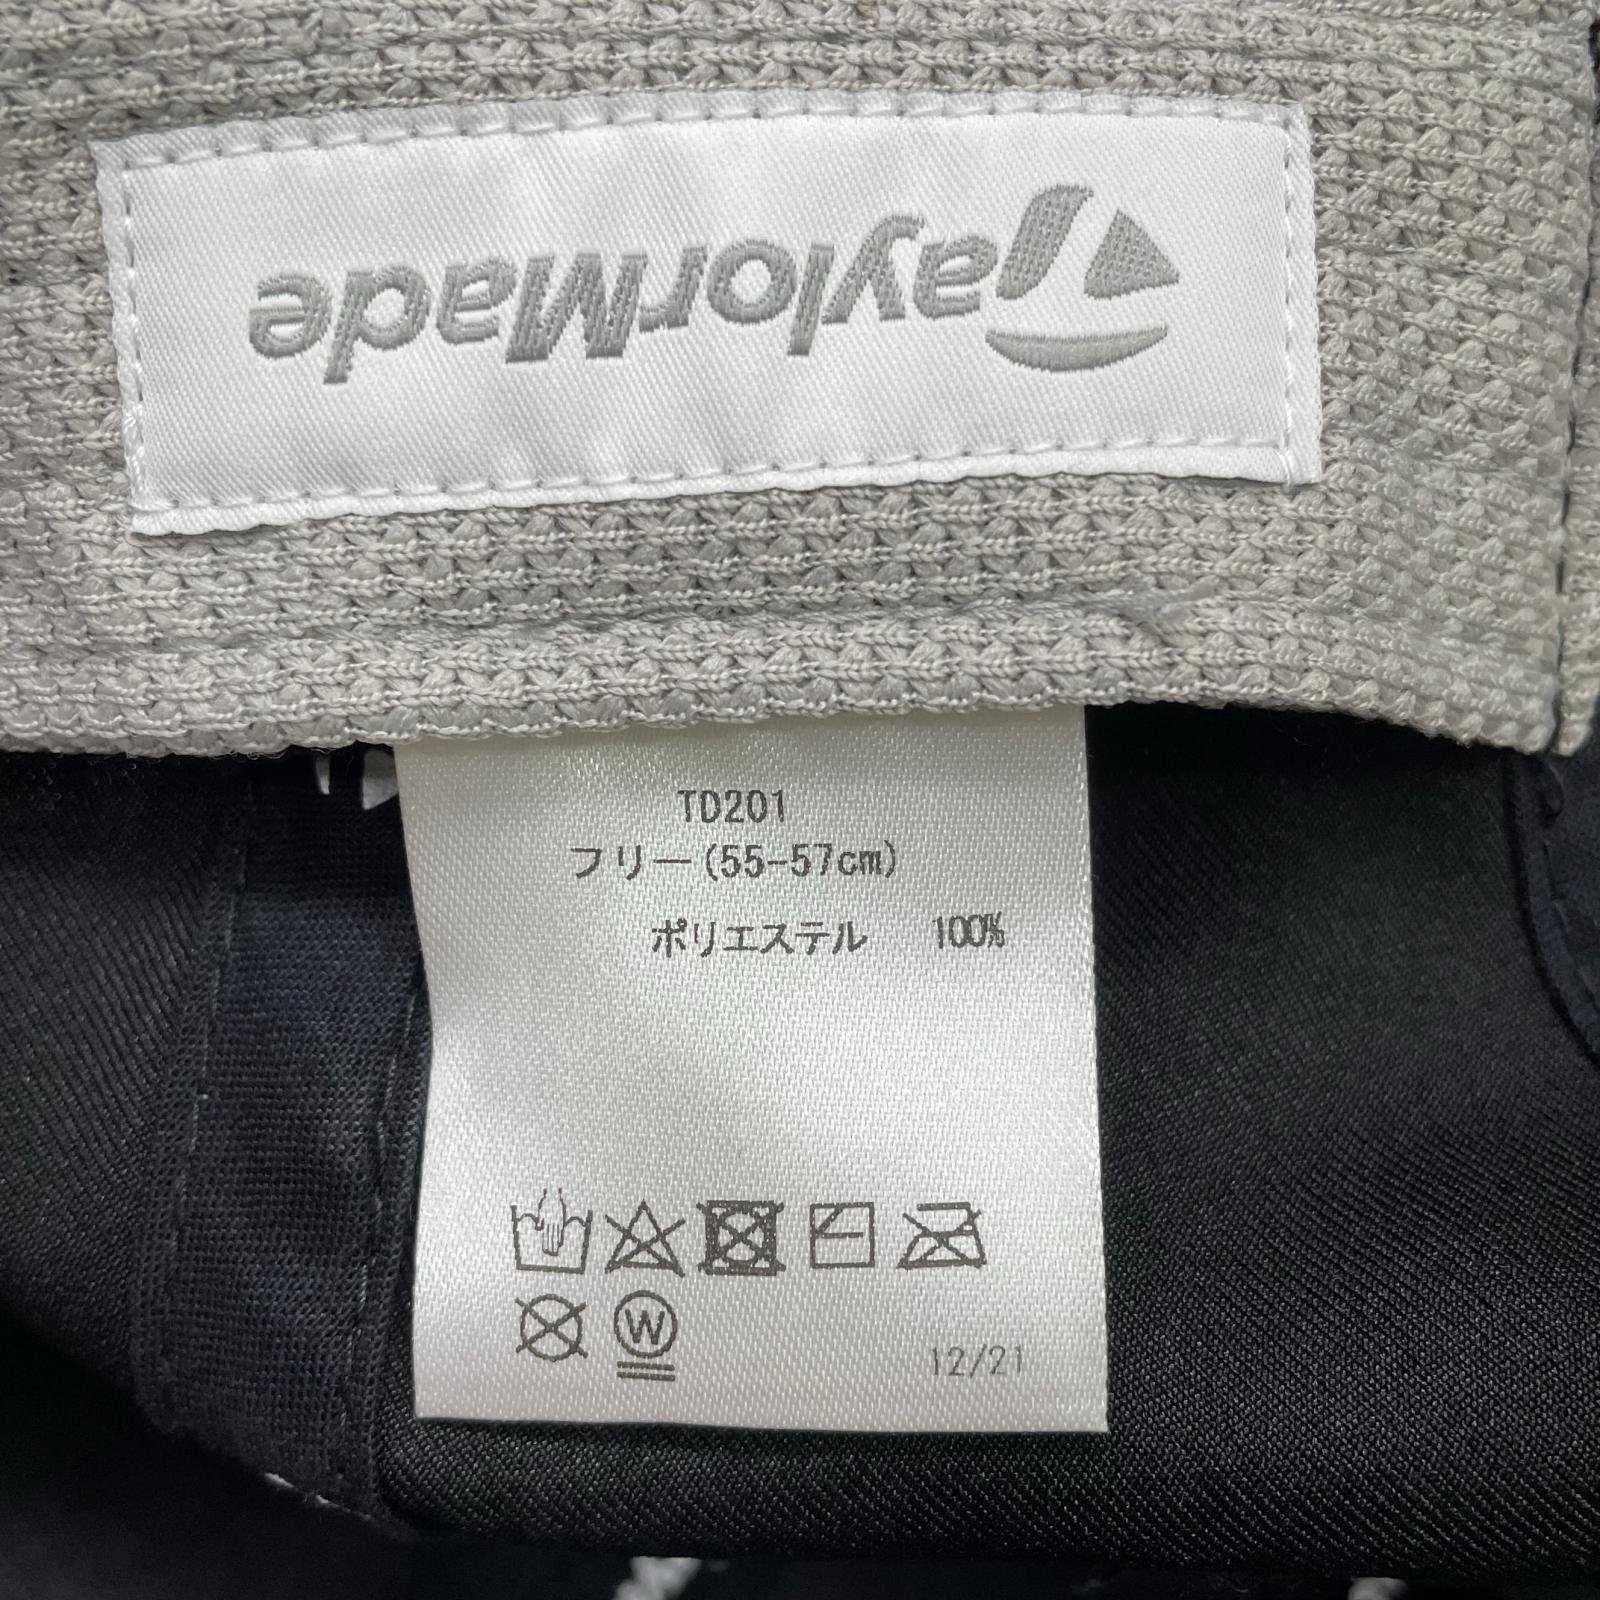 TaylorMade
TD201
フリー(55-57cm)
ポリエステル 100%
W
12/21